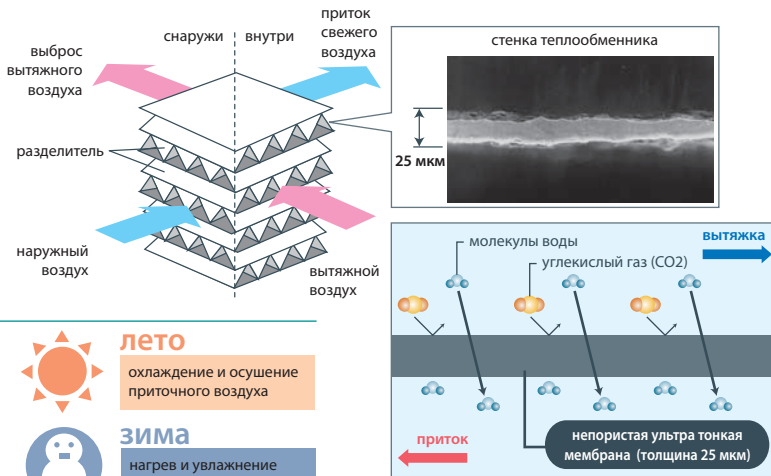 выброс
вытяжного
воздуха
снаружи
внутри
приток
свежего
воздуха
разделитель
наружный
воздух
вытяжной
воздух
стенка теплообменника
25 мкм
молекулы воды
углекислый газ (CO2)
вытяжка
приток
непористая ультра тонкая
мембрана (толщина 25 мкм)
лето
охлаждение и осушение
приточного воздуха
зима
нагрев и увлажнение